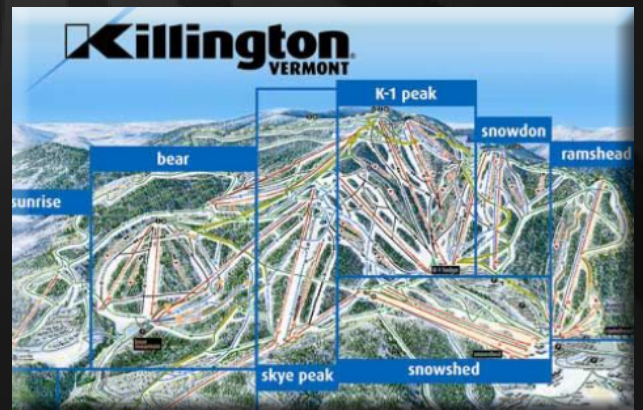 Killington
VERMONT
K-1 peak
snowdon
bear
ramshead
sunrise
skye peak
snowshed